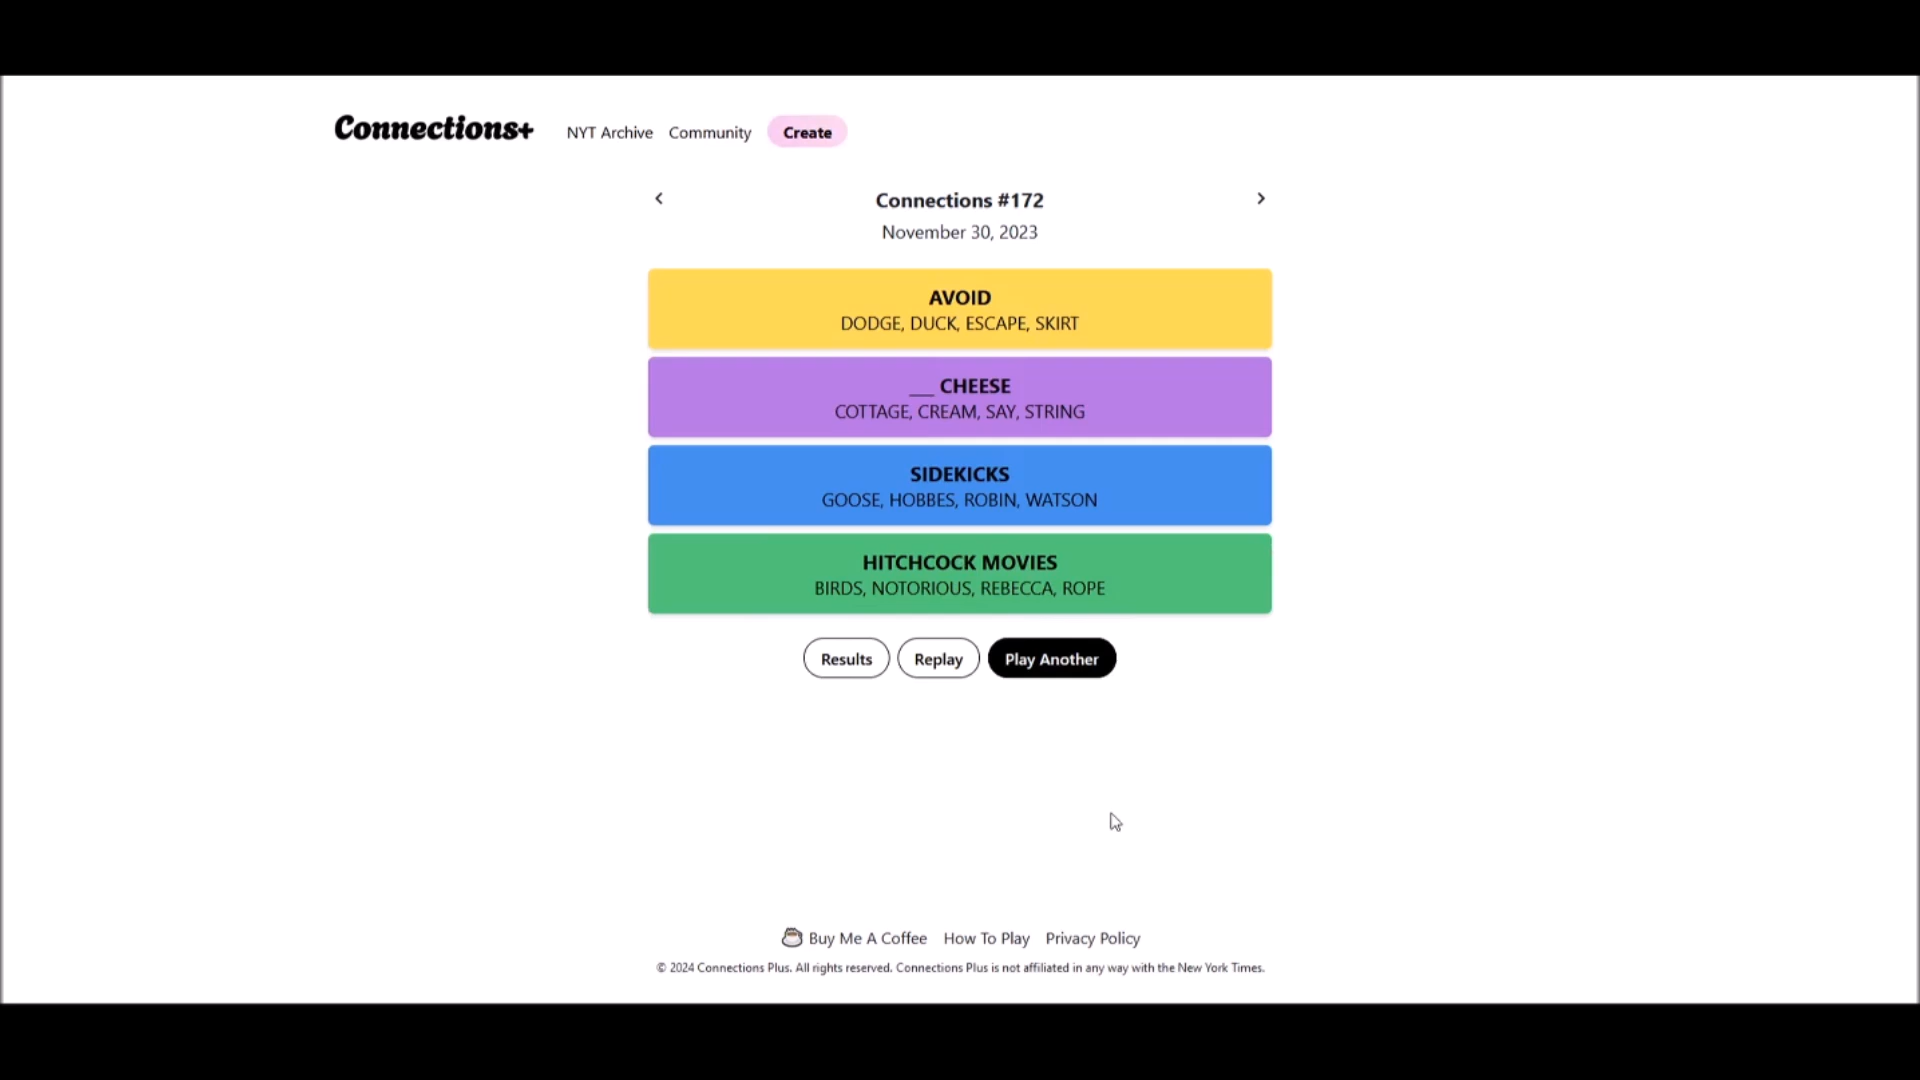 Connections+
NYT Archive Community Create
Connections #172
November 30, 2023
AVOID
DODGE, DUCK, ESCAPE, SKIRT
___ CHEESE
COTTAGE, CREAM, SAY, STRING
SIDEKICKS
GOOSE, HOBBES, ROBIN, WATSON
HITCHCOCK MOVIES
BIRDS, NOTORIOUS, REBECCA, ROPE
Results Replay Play Another
Buy Me A Coffee How To Play Privacy Policy
© 2024 Connections Plus. All rights reserved. Connections Plus is not affiliated in any way with the New York Times.